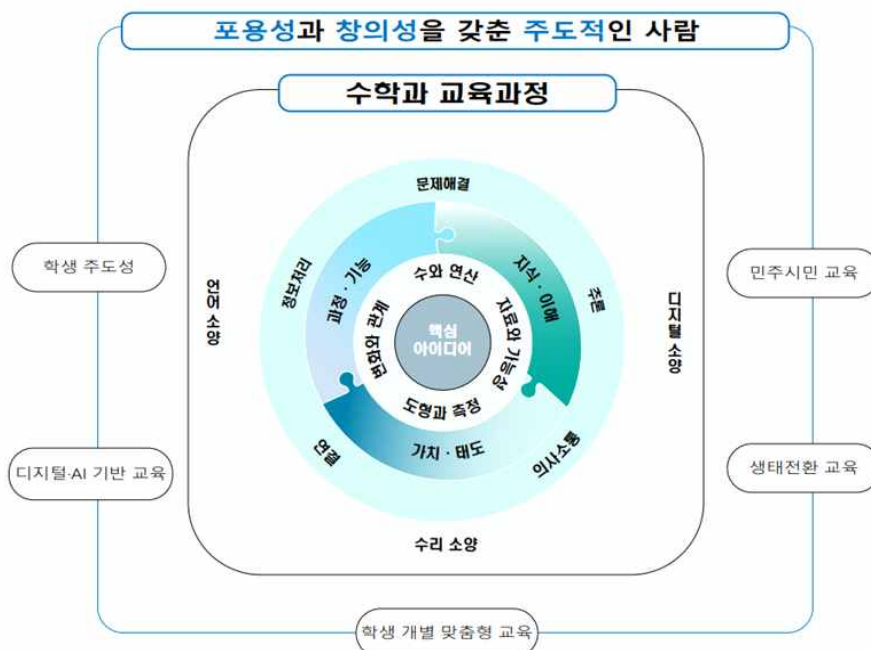 포용성과 창의성을 갖춘 주도적인 사람
수학과 교육과정
문제해결
정보처리
추론
연결
의사소통
과정·기능
지식·이해
가치·태도
수와 연산
변화와 관계
자료와 가능성
도형과 측정
핵심
아이디어
언어 소양
디지털 소양
수리 소양
학생 주도성
민주시민 교육
디지털·AI 기반 교육
생태전환 교육
학생 개별 맞춤형 교육